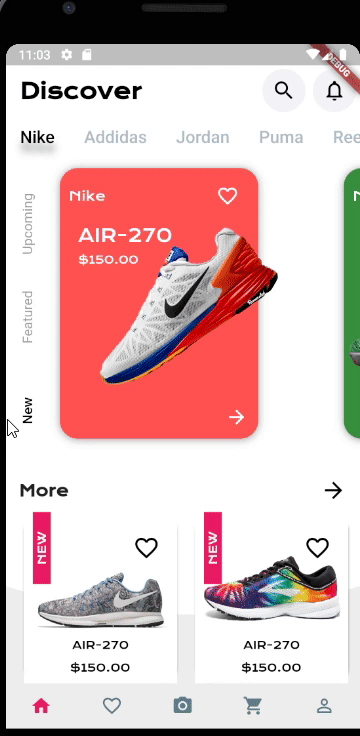 11:03
DEBUG
Discover
Nike
Addidas
Jordan
Puma
Ree
Upcoming
Featured
New
Nike
AIR-270
$150.00
More
NEW
NEW
AIR-270
$150.00
AIR-270
$150.00